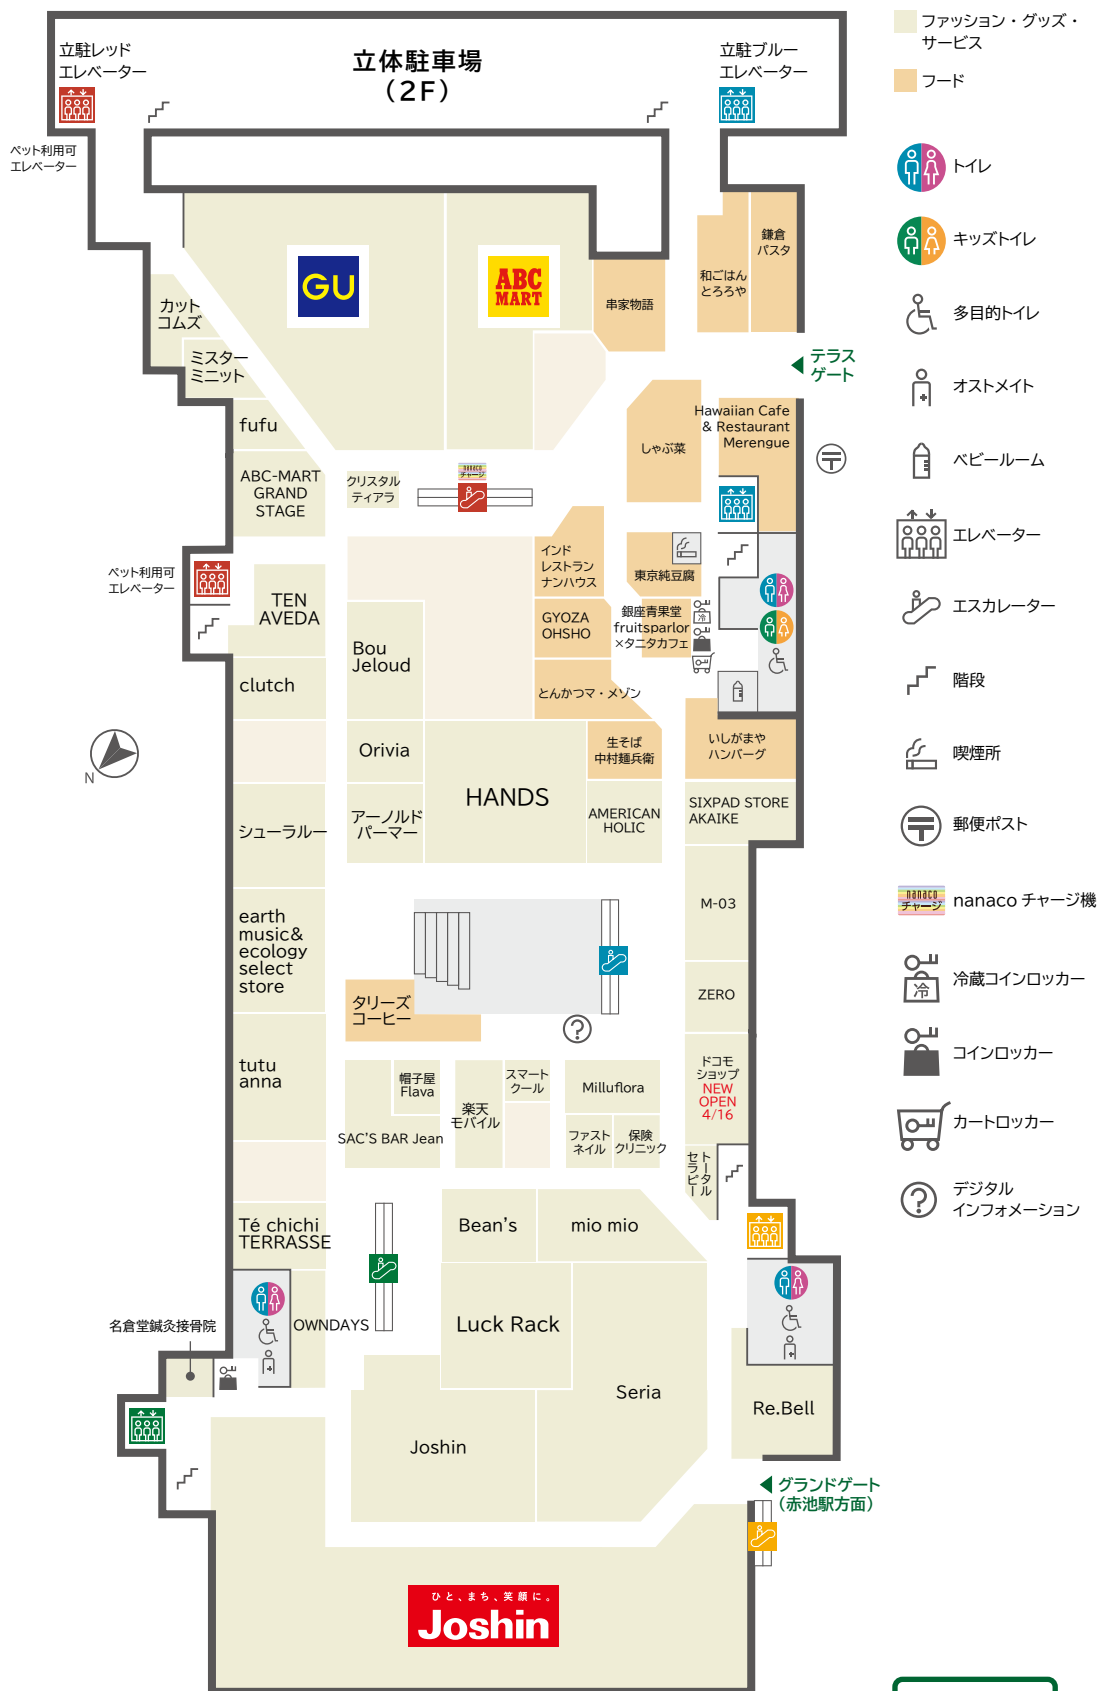 立体駐車場
（2F）
立駐レッド
エレベーター
立駐ブルー
エレベーター
ペット利用可
エレベーター
GU
ABC
MART
串家物語
和ごはん
とろろや
鎌倉
パスタ
テラス
ゲート
カット
コムズ
ミスター
ミニット
fufu
ABC-MART
GRAND
STAGE
クリスタル
ティアラ
nanaco
チャージ
しゃぶ菜
Hawaiian Cafe
& Restaurant
Merengue
ペット利用可
エレベーター
TEN
AVEDA
clutch
Bou
Jeloud
インド
レストラン
ナンハウス
GYOZA
OHSHO
とんかつマ・メゾン
東京純豆腐
銀座青果堂
fruitsparlor
×タニタカフェ
冷
N
Orivia
アーノルド
パーマー
HANDS
生そば
中村麺兵衛
AMERICAN
HOLIC
いしがまや
ハンバーグ
SIXPAD STORE
AKAIKE
シューラルー
earth
music&
ecology
select
store
M-03
ZERO
タリーズ
コーヒー
tutu
anna
帽子屋
Flava
SAC'S BAR Jean
楽天
モバイル
スマート
クール
Milluflora
ファスト
ネイル
保険
クリニック
ドコモ
ショップ
NEW
OPEN
4/16
トータル
セラピー
Té chichi
TERRASSE
OWNDAYS
名倉堂鍼灸接骨院
Bean's
mio mio
Luck Rack
Seria
Joshin
Re.Bell
グランドゲート
（赤池駅方面）
ひと、まち、笑顔に。
Joshin
ファッション・グッズ・
サービス
フード
トイレ
キッズトイレ
多目的トイレ
オストメイト
ベビールーム
エレベーター
エスカレーター
階段
喫煙所
郵便ポスト
nanaco
チャージ
nanaco チャージ機
冷
冷蔵コインロッカー
コインロッカー
カートロッカー
デジタル
インフォメーション